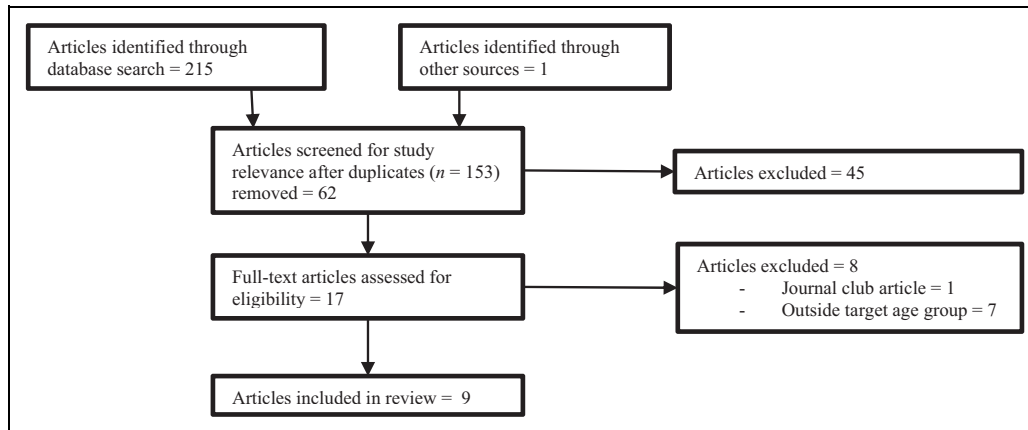 Articles identified through
database search = 215
Articles identified through
other sources = 1
Articles screened for study
relevance after duplicates (n = 153)
removed = 62
Articles excluded = 45
Full-text articles assessed for
eligibility = 17
Articles excluded = 8
- Journal club article = 1
- Outside target age group = 7
Articles included in review = 9